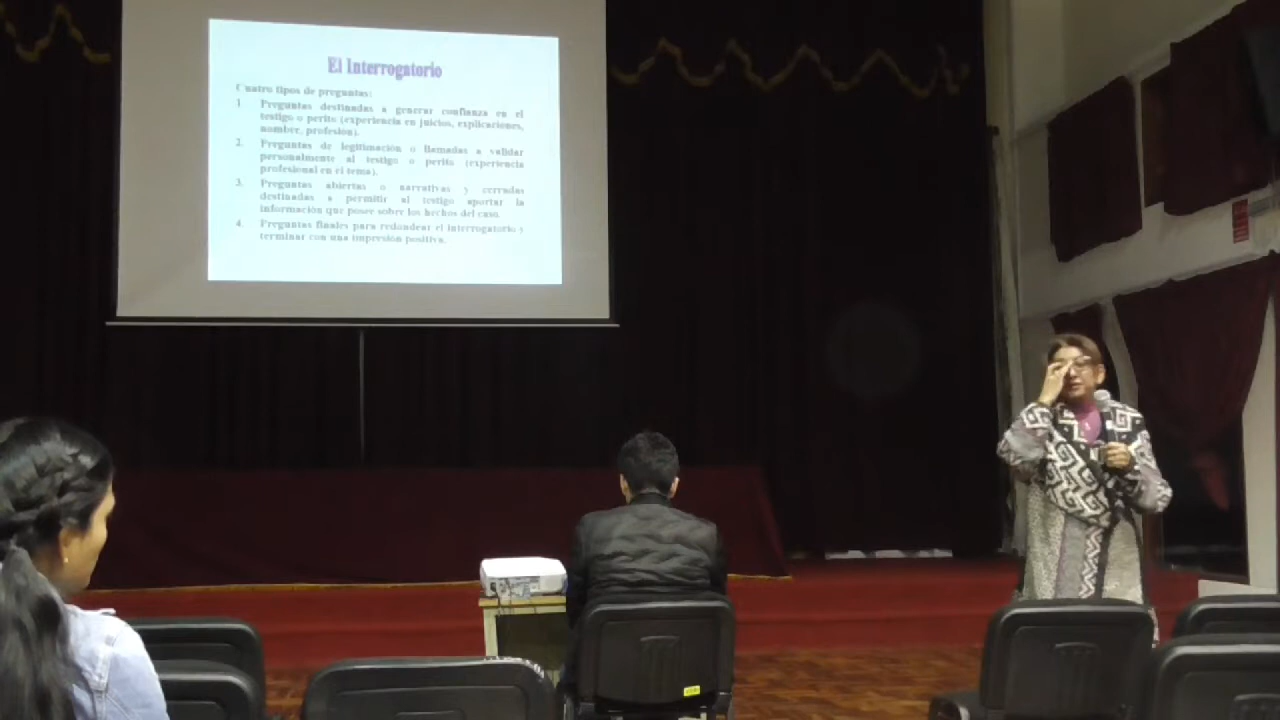 El Interrogatorio
Cuatro tipos de preguntas:
1 Preguntas destinadas a generar confianza en el
testigo o perito (experiencia en juicios, explicaciones,
nombre, profesión).
2. Preguntas de legitimación o llamadas a validar
personalmente al testigo o perito (experiencia
profesional en el tema).
3. Preguntas abiertas o narrativas y cerradas
destinadas a permitir al testigo aportar la
información que posee sobre los hechos del caso.
4. Preguntas finales para redondear el interrogatorio y
terminar con una impresión positiva.